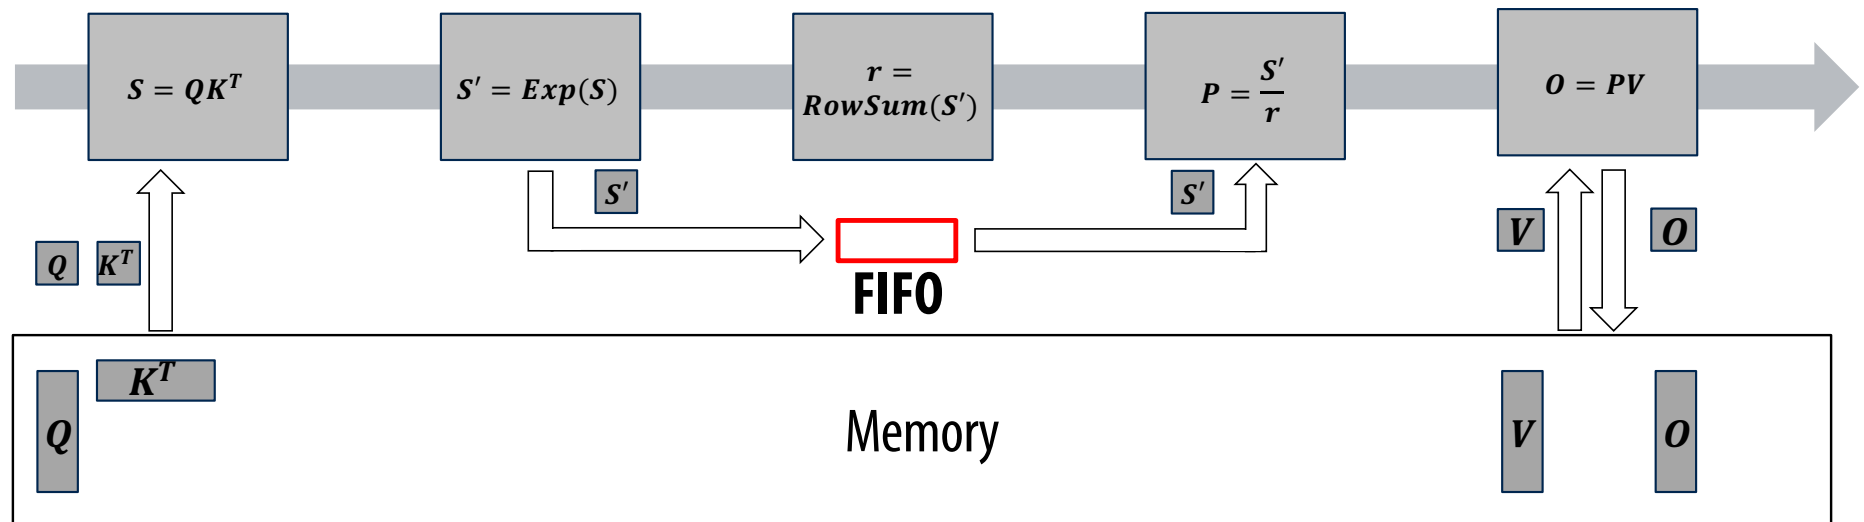 S = QK^T
S′ = Exp(S)
r =
RowSum(S′)
P = S′/r
O = PV
S′
S′
Q
K^T
V
O
FIFO
K^T
Q
Memory
V
O